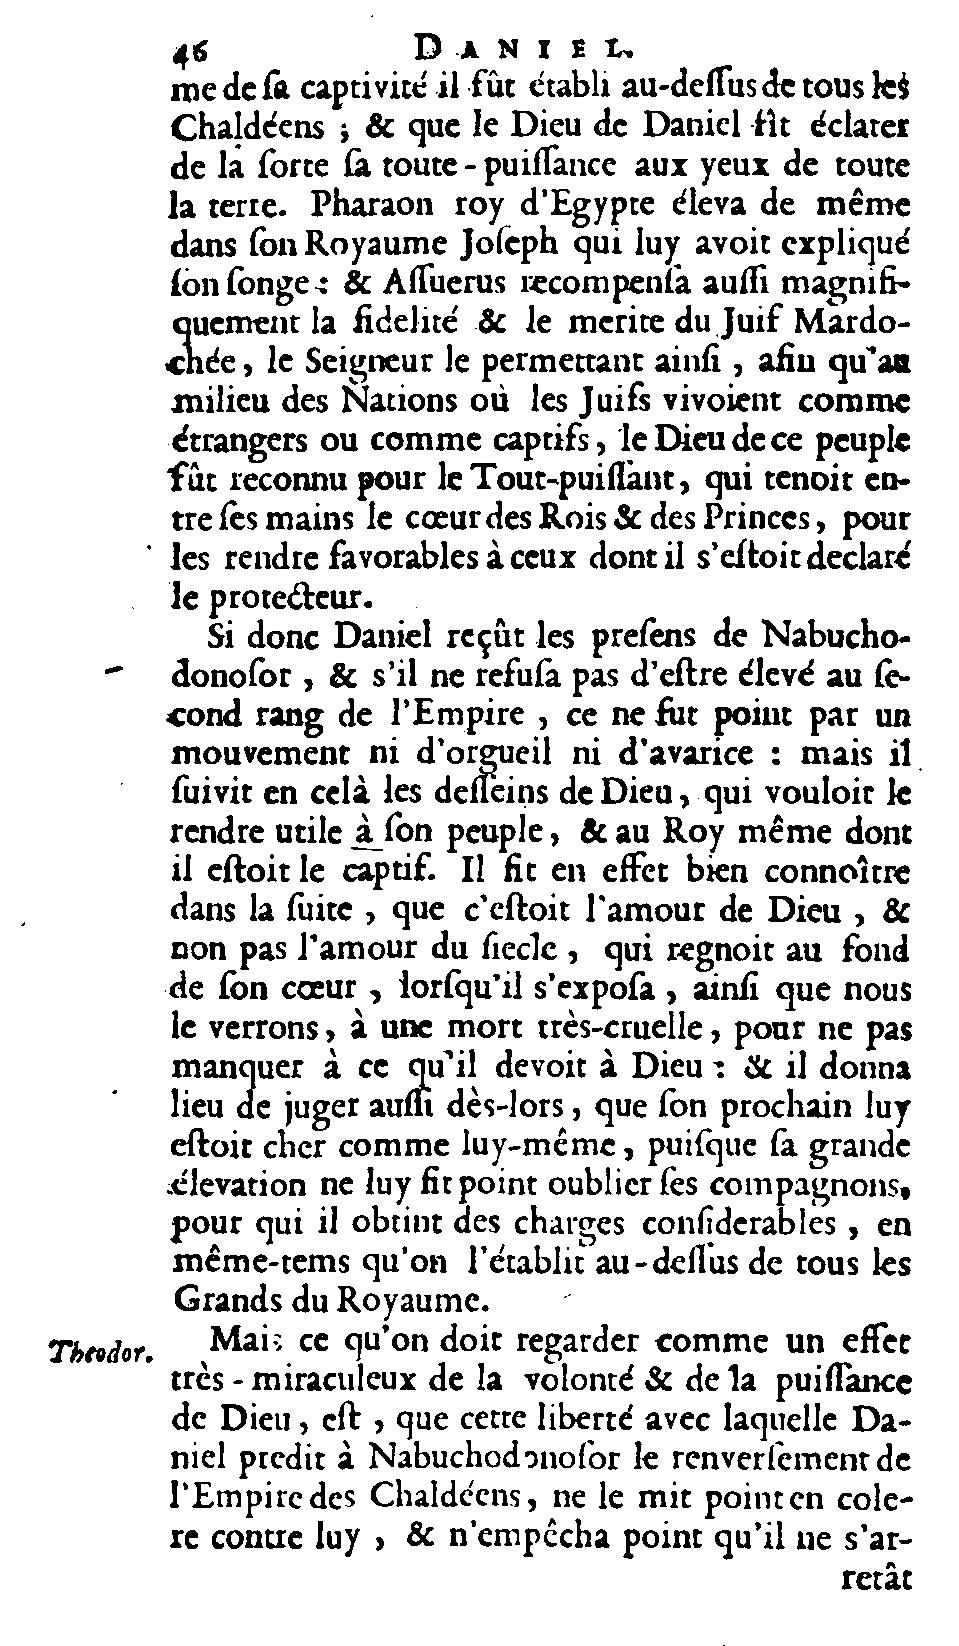 46 DANIEL.
me de ſa captivité il fût établi au-deſſus de tous les
Chaldéens ; & que le Dieu de Daniel fît éclater
de la ſorte ſa toute-puiſſance aux yeux de toute
la terre. Pharaon roy d'Egypte éleva de même
dans ſon Royaume Joſeph qui luy avoit expliqué
ſon ſonge : & Aſſuerus recompenſa auſſi magnifi-
quement la fidelité & le merite du Juif Mardo-
chée, le Seigneur le permettant ainſi, afin qu'au
milieu des Nations où les Juifs vivoient comme
étrangers ou comme captifs, le Dieu de ce peuple
fût reconnu pour le Tout-puiſſant, qui tenoit en-
tre ſes mains le cœur des Rois & des Princes, pour
les rendre favorables à ceux dont il s'eſtoit declaré
le protecteur.
Si donc Daniel reçût les preſens de Nabucho-
donoſor, & s'il ne refuſa pas d'eſtre élevé au ſe-
cond rang de l'Empire, ce ne fut point par un
mouvement ni d'orgueil ni d'avarice : mais il
ſuivit en celà les deſſeins de Dieu, qui vouloit le
rendre utile à ſon peuple, & au Roy même dont
il eſtoit le captif. Il fit en effet bien connoître
dans la ſuite, que c'eſtoit l'amour de Dieu, &
non pas l'amour du ſiecle, qui regnoit au fond
de ſon cœur, lorſqu'il s'expoſa, ainſi que nous
le verrons, à une mort très-cruelle, pour ne pas
manquer à ce qu'il devoit à Dieu : & il donna
lieu de juger auſſi dès-lors, que ſon prochain luy
eſtoit cher comme luy-même, puiſque ſa grande
élevation ne luy fit point oublier ſes compagnons,
pour qui il obtint des charges conſiderables, en
même-tems qu'on l'établit au-deſſus de tous les
Grands du Royaume.
Theodor. Mais ce qu'on doit regarder comme un effet
très-miraculeux de la volonté & de la puiſſance
de Dieu, eſt, que cette liberté avec laquelle Da-
niel predit à Nabuchodonoſor le renverſement de
l'Empire des Chaldéens, ne le mit point en cole-
re contre luy, & n'empêcha point qu'il ne s'ar-
retât